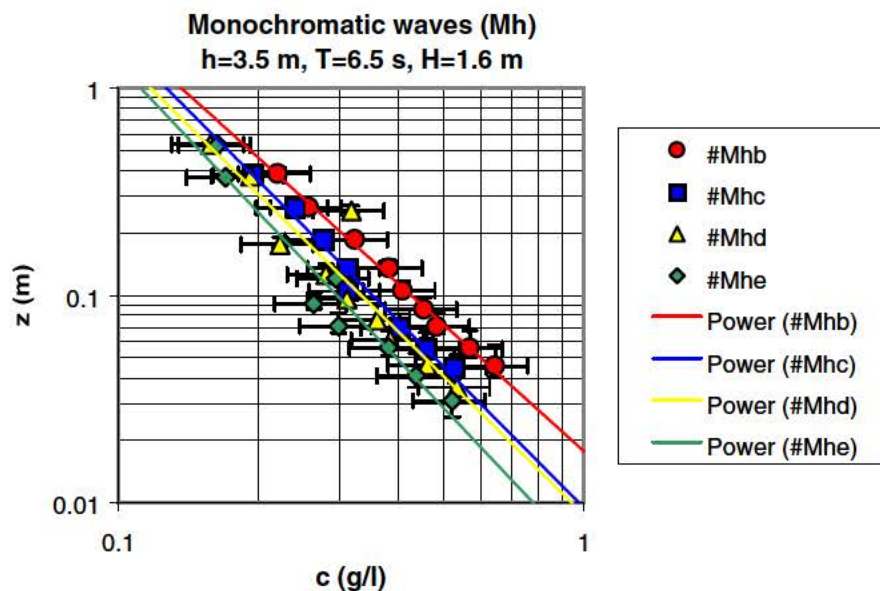 Monochromatic waves (Mh)
h=3.5 m, T=6.5 s, H=1.6 m
1
0.1
0.01
z (m)
0.1
1
c (g/l)
#Mhb
#Mhc
#Mhd
#Mhe
Power (#Mhb)
Power (#Mhc)
Power (#Mhd)
Power (#Mhe)